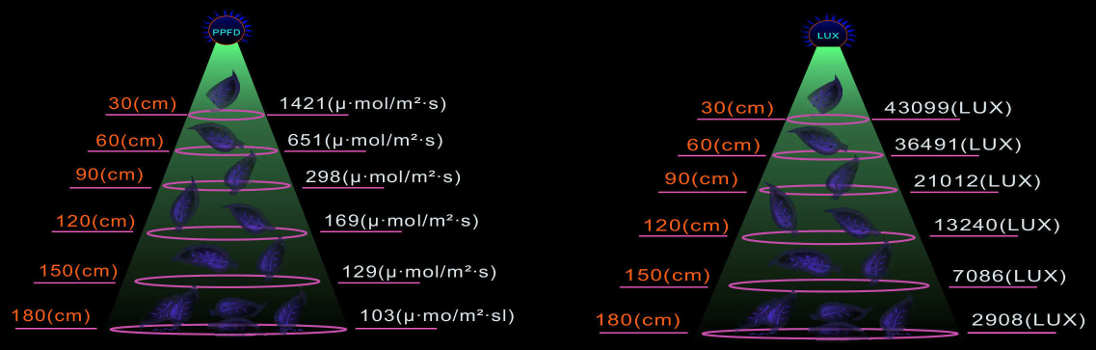 PPFD
30(cm) 1421(μ·mol/m²·s)
60(cm) 651(μ·mol/m²·s)
90(cm) 298(μ·mol/m²·s)
120(cm) 169(μ·mol/m²·s)
150(cm) 129(μ·mol/m²·s)
180(cm) 103(μ·mo/m²·sl)
LUX
30(cm) 43099(LUX)
60(cm) 36491(LUX)
90(cm) 21012(LUX)
120(cm) 13240(LUX)
150(cm) 7086(LUX)
180(cm) 2908(LUX)